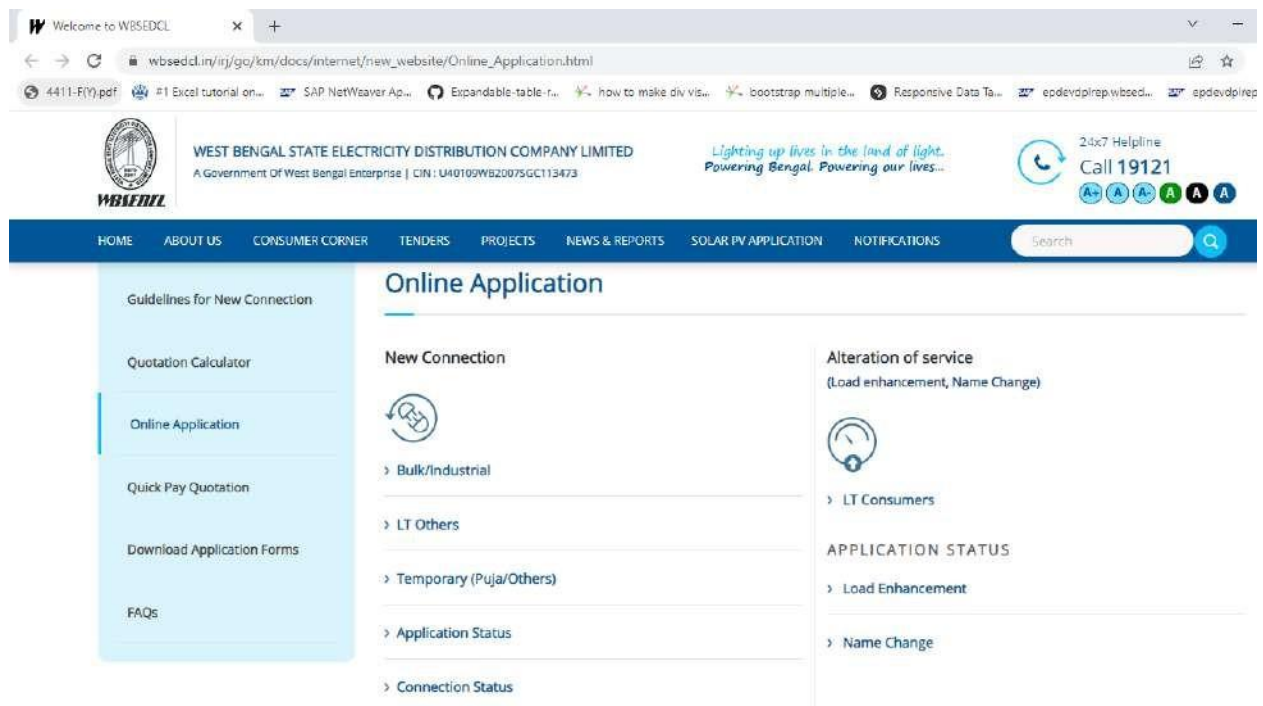 Welcome to WBSEDCL
wbsedcl.in/irj/go/km/docs/internet/new_website/Online_Application.html
4411-F(Y).pdf #1 Excel tutorial on... SAP NetWeaver Ap... Expandable-table-r... how to make div vis... bootstrap multiple... Responsive Data Ta... epdevdpirep.wbsed... epdevdpirep
WEST BENGAL STATE ELECTRICITY DISTRIBUTION COMPANY LIMITED
A Government Of West Bengal Enterprise | CIN : U40109WB2007SGC113473
WBSEDCL
Lighting up lives in the land of light.
Powering Bengal. Powering our lives...
24x7 Helpline
Call 19121
A+ A A- A A A
HOME ABOUT US CONSUMER CORNER TENDERS PROJECTS NEWS & REPORTS SOLAR PV APPLICATION NOTIFICATIONS Search
Guidelines for New Connection
Quotation Calculator
Online Application
Quick Pay Quotation
Download Application Forms
FAQs
Online Application
New Connection
> Bulk/Industrial
> LT Others
> Temporary (Puja/Others)
> Application Status
> Connection Status
Alteration of service
(Load enhancement, Name Change)
> LT Consumers
APPLICATION STATUS
> Load Enhancement
> Name Change